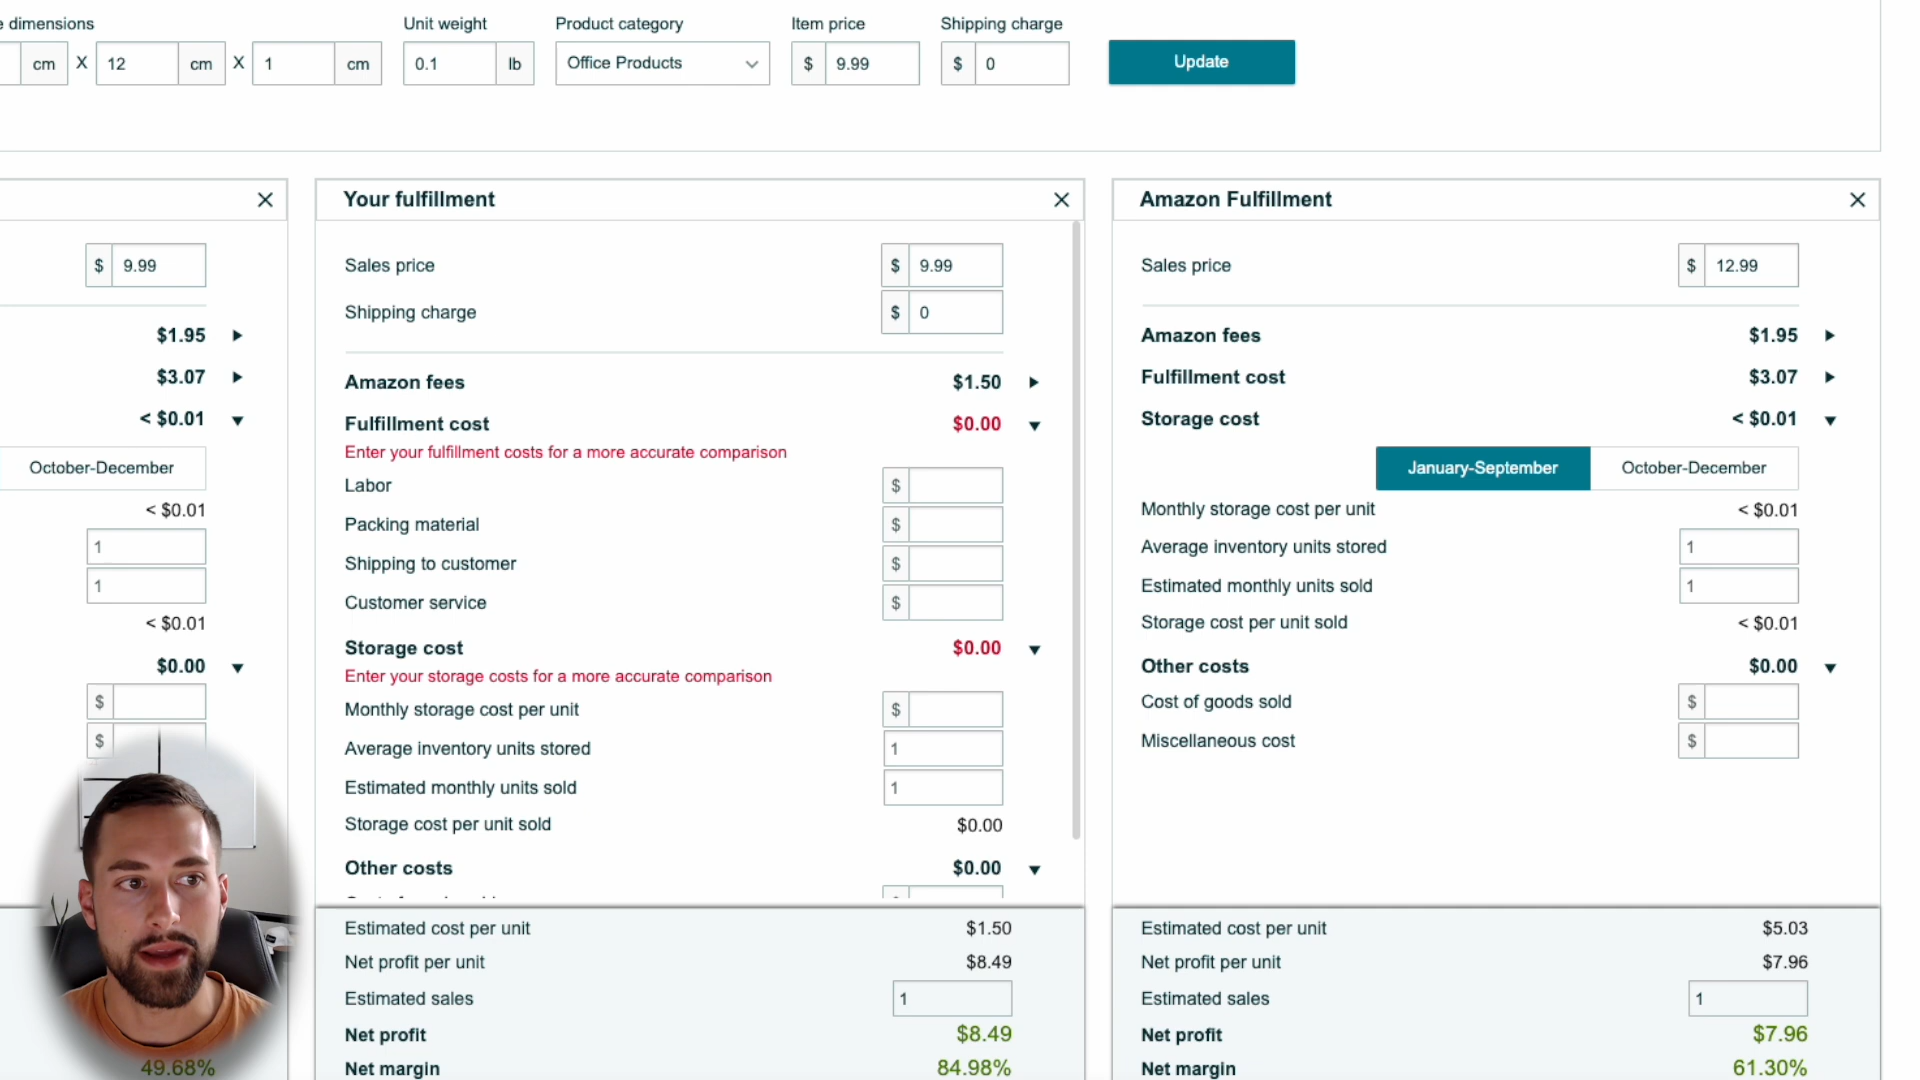 e dimensions Unit weight Product category Item price Shipping charge
cm X 12 cm X 1 cm 0.1 lb Office Products $ 9.99 $ 0 Update
Your fulfillment
Amazon Fulfillment
$ 9.99
$1.95
$3.07
< $0.01
October-December
< $0.01
1
1
< $0.01
$0.00
$
$
49.68%
Sales price $ 9.99
Shipping charge $ 0
Amazon fees $1.50
Fulfillment cost $0.00
Enter your fulfillment costs for a more accurate comparison
Labor $
Packing material $
Shipping to customer $
Customer service $
Storage cost $0.00
Enter your storage costs for a more accurate comparison
Monthly storage cost per unit $
Average inventory units stored 1
Estimated monthly units sold 1
Storage cost per unit sold $0.00
Other costs $0.00
Estimated cost per unit $1.50
Net profit per unit $8.49
Estimated sales 1
Net profit $8.49
Net margin 84.98%
Sales price $ 12.99
Amazon fees $1.95
Fulfillment cost $3.07
Storage cost < $0.01
January-September October-December
Monthly storage cost per unit < $0.01
Average inventory units stored 1
Estimated monthly units sold 1
Storage cost per unit sold < $0.01
Other costs $0.00
Cost of goods sold $
Miscellaneous cost $
Estimated cost per unit $5.03
Net profit per unit $7.96
Estimated sales 1
Net profit $7.96
Net margin 61.30%